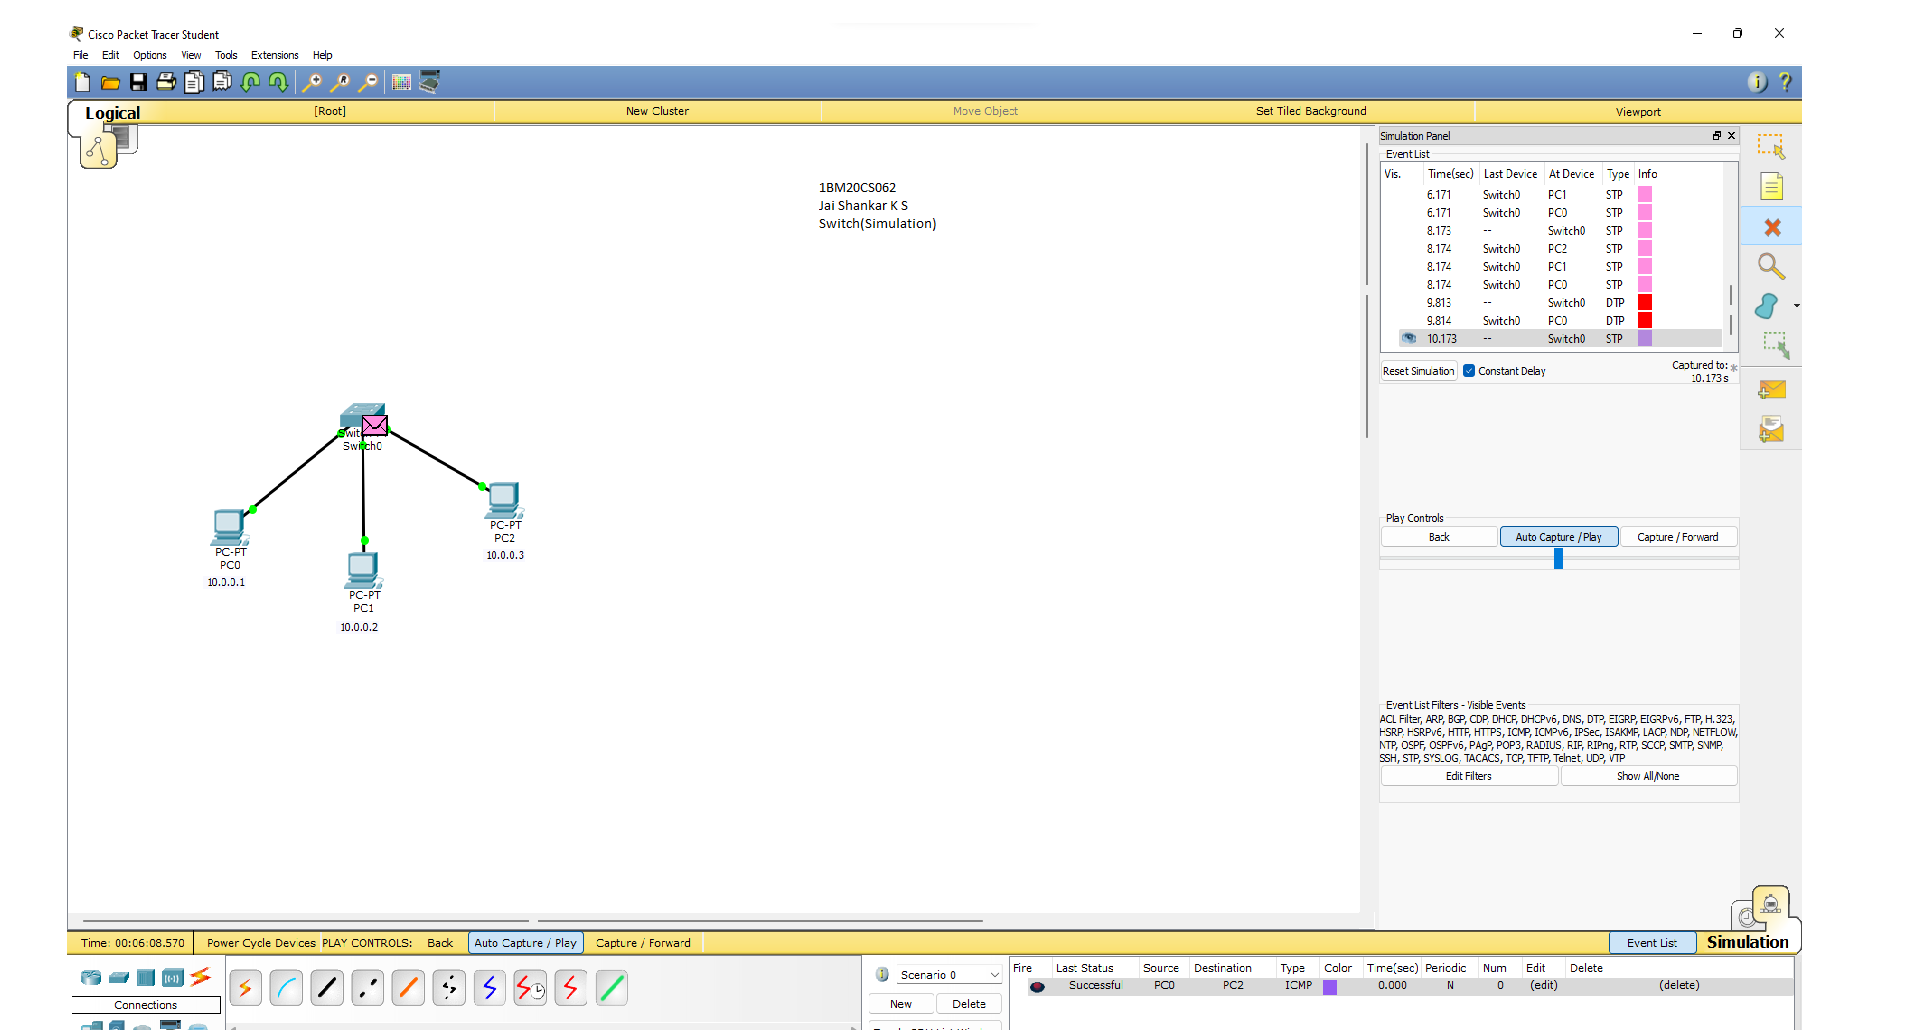 Cisco Packet Tracer Student
File Edit Options View Tools Extensions Help
Logical [Root] New Cluster Move Object Set Tiled Background Viewport
1BM20CS062
Jai Shankar K S
Switch(Simulation)
Switch0
PC-PT
PC0
10.0.0.1
PC-PT
PC1
10.0.0.2
PC-PT
PC2
10.0.0.3
Simulation Panel
Event List
Vis. Time(sec) Last Device At Device Type Info
6.171 Switch0 PC1 STP
6.171 Switch0 PC0 STP
8.173 -- Switch0 STP
8.174 Switch0 PC2 STP
8.174 Switch0 PC1 STP
8.174 Switch0 PC0 STP
9.813 -- Switch0 DTP
9.814 Switch0 PC0 DTP
10.173 -- Switch0 STP
Reset Simulation Constant Delay Captured to: *
10.173 s
Play Controls
Back Auto Capture / Play Capture / Forward
Event List Filters - Visible Events
ACL Filter, ARP, BGP, CDP, DHCP, DHCPv6, DNS, DTP, EIGRP, EIGRPv6, FTP, H.323,
HSRP, HSRPv6, HTTP, HTTPS, ICMP, ICMPv6, IPSec, ISAKMP, LACP, NDP, NETFLOW,
NTP, OSPF, OSPFv6, PAgP, POP3, RADIUS, RIP, RIPng, RTP, SCCP, SMTP, SNMP,
SSH, STP, SYSLOG, TACACS, TCP, TFTP, Telnet, UDP, VTP
Edit Filters Show All/None
Time: 00:06:08.570 Power Cycle Devices PLAY CONTROLS: Back Auto Capture / Play Capture / Forward Event List Simulation
Connections
Scenario 0
New Delete
Fire Last Status Source Destination Type Color Time(sec) Periodic Num Edit Delete
Successful PC0 PC2 ICMP 0.000 N 0 (edit) (delete)